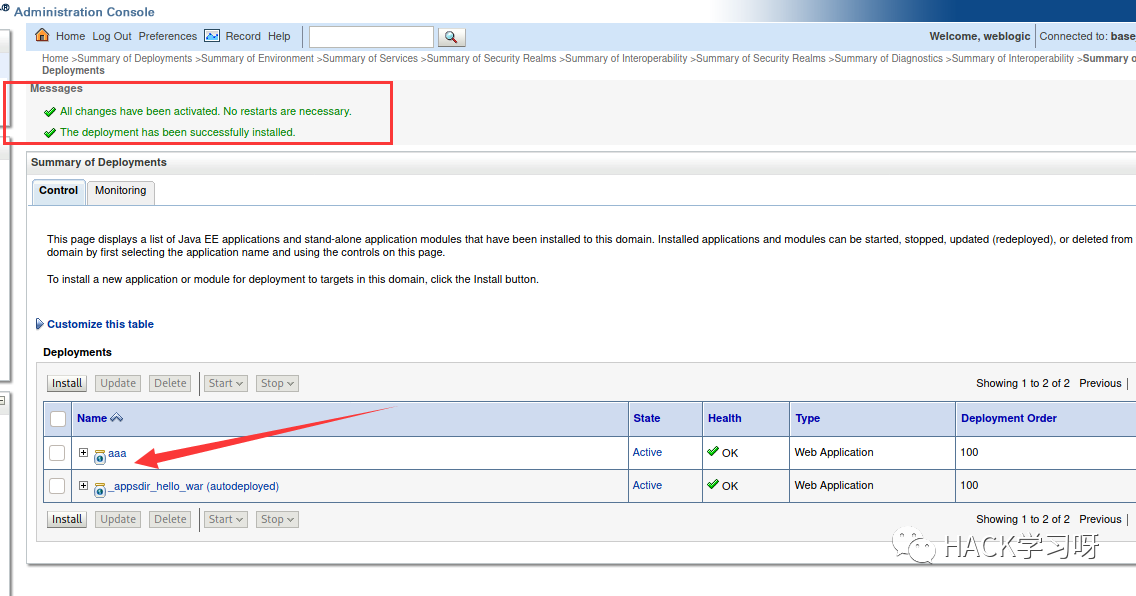 ® Administration Console
Home Log Out Preferences Record Help
Welcome, weblogic Connected to: base
Home >Summary of Deployments >Summary of Environment >Summary of Services >Summary of Security Realms >Summary of Interoperability >Summary of Security Realms >Summary of Diagnostics >Summary of Interoperability >Summary o
Deployments
Messages
All changes have been activated. No restarts are necessary.
The deployment has been successfully installed.
Summary of Deployments
Control Monitoring
This page displays a list of Java EE applications and stand-alone application modules that have been installed to this domain. Installed applications and modules can be started, stopped, updated (redeployed), or deleted from
domain by first selecting the application name and using the controls on this page.
To install a new application or module for deployment to targets in this domain, click the Install button.
Customize this table
Deployments
Install Update Delete Start Stop Showing 1 to 2 of 2 Previous |
Name State Health Type Deployment Order
aaa Active OK Web Application 100
_appsdir_hello_war (autodeployed) Active OK Web Application 100
Install Update Delete Start Stop Showing 1 to 2 of 2 Previous |
HACK学习呀